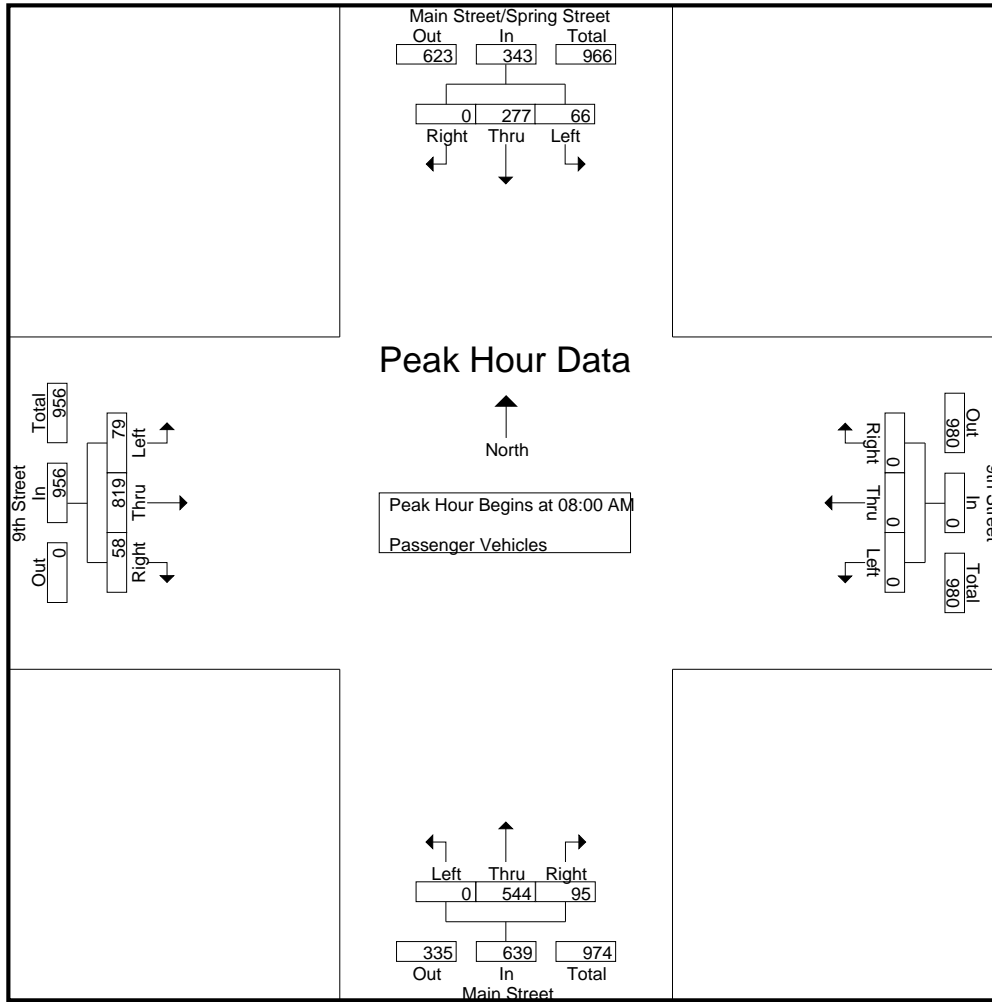 Main Street/Spring Street
Out In Total
623 343 966
0 277 66
Right Thru Left
Peak Hour Data
North
Peak Hour Begins at 08:00 AM
Passenger Vehicles
9th Street
Total In Out
956 956 0
79 819 58
Left Thru Right
Out In Total
980 0 980
Right Thru Left
0 0 0
9th Street
Left Thru Right
0 544 95
335 639 974
Out In Total
Main Street